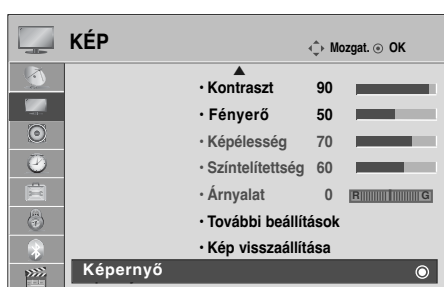 KÉP
Mozgat. OK
• Kontraszt 90
• Fényerő 50
• Képélesség 70
• Színtelítettség 60
• Árnyalat 0 R G
• További beállítások
• Kép visszaállítása
Képernyő